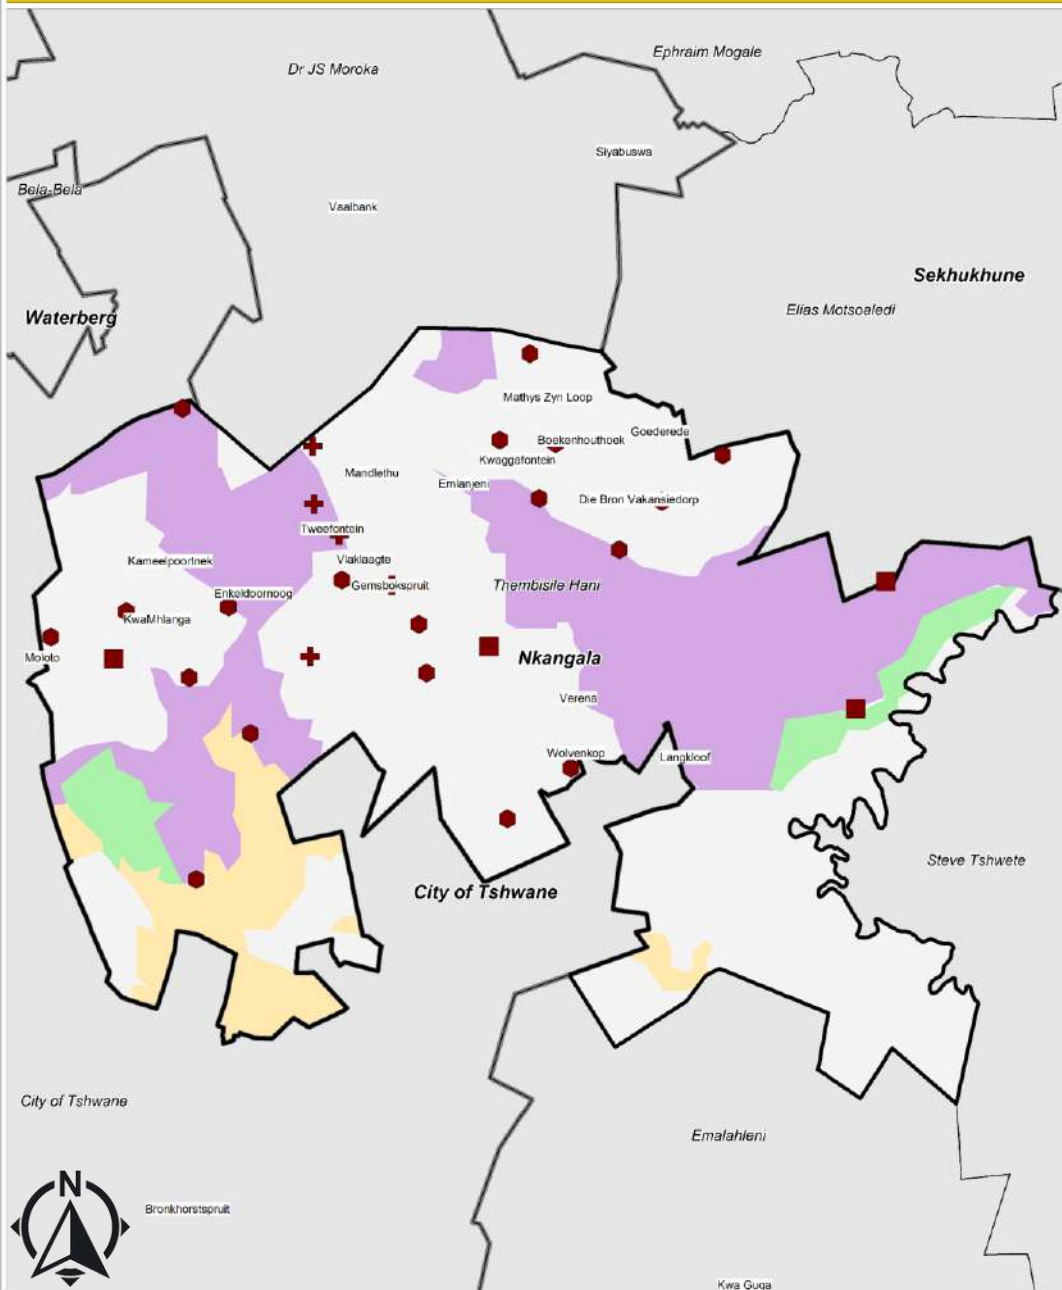 Ephraim Mogale
Dr JS Moroka
Siyabuswa
Bela-Bela
Vaalbank
Sekhukhune
Elias Motsoaledi
Waterberg
Mathys Zyn Loop
Goederede
Boekenhouthoek
Kwaggafontein
Mandlethu
Emlanjeni
Die Bron Vakansiedorp
Tweefontein
Kameelpoortnek
Vlaklaagte
Gemsbokspruit
Thembisile Hani
Enkeldoornoog
KwaMhlanga
Moloto
Nkangala
Verena
Wolvenkop
Langkloof
Steve Tshwete
City of Tshwane
City of Tshwane
Emalahleni
N
Bronkhorstspruit
Kwa Guqa